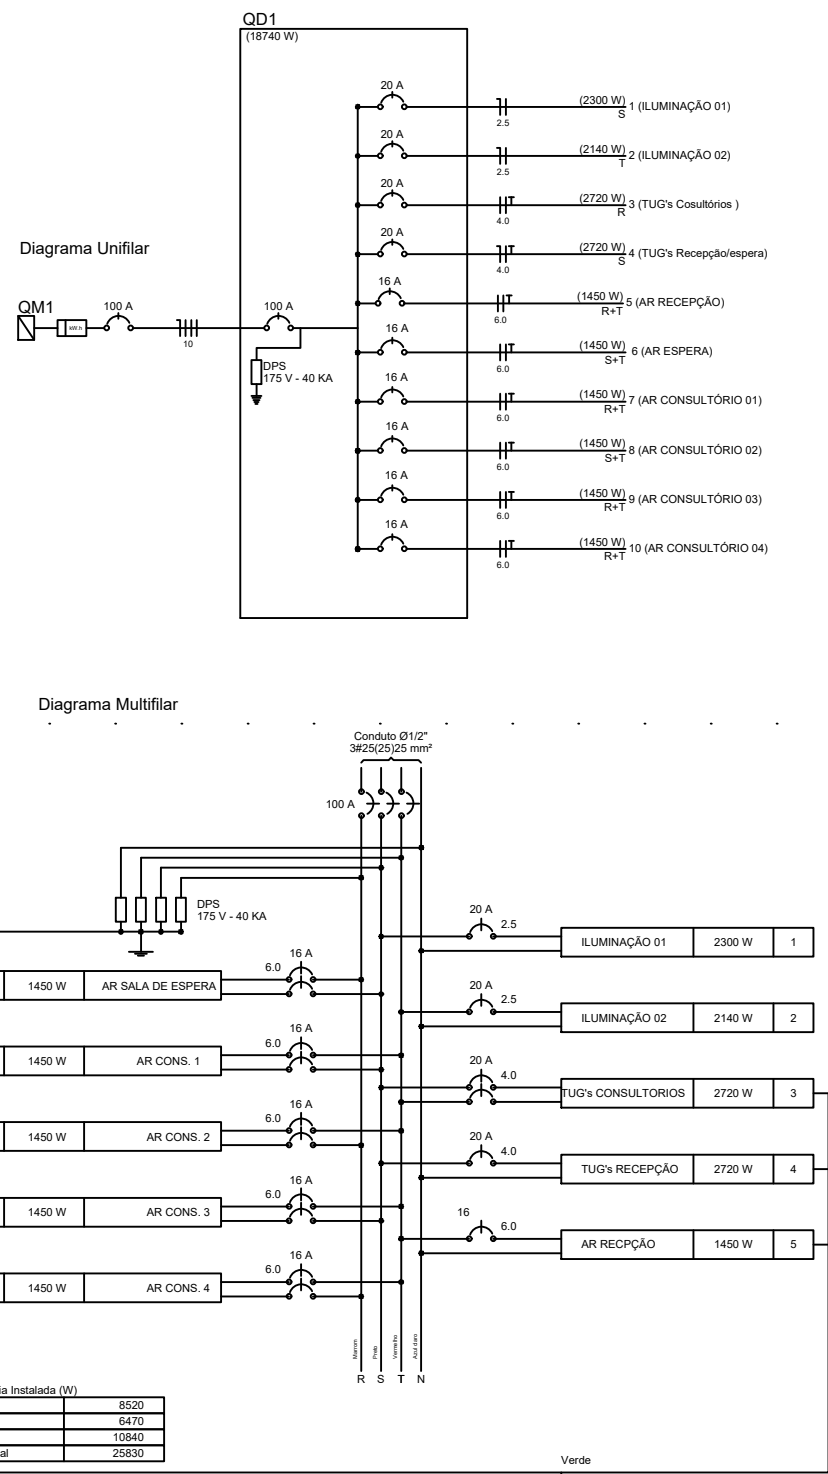 QD1
(18740 W)
20 A
2.5
(2300 W)
S
1 (ILUMINAÇÃO 01)
20 A
2.5
(2140 W)
T
2 (ILUMINAÇÃO 02)
20 A
4.0
(2720 W)
R
3 (TUG's Cosultórios )
Diagrama Unifilar
20 A
4.0
(2720 W)
S
4 (TUG's Recepção/espera)
QM1
kW.h
100 A
10
100 A
DPS
175 V - 40 KA
16 A
6.0
(1450 W)
R+T
5 (AR RECEPÇÃO)
16 A
6.0
(1450 W)
S+T
6 (AR ESPERA)
16 A
6.0
(1450 W)
R+T
7 (AR CONSULTÓRIO 01)
16 A
6.0
(1450 W)
S+T
8 (AR CONSULTÓRIO 02)
16 A
6.0
(1450 W)
R+T
9 (AR CONSULTÓRIO 03)
16 A
6.0
(1450 W)
R+T
10 (AR CONSULTÓRIO 04)
Diagrama Multifilar
Conduto Ø1/2"
3#25(25)25 mm²
100 A
DPS
175 V - 40 KA
1450 W AR SALA DE ESPERA 6.0 16 A
1450 W AR CONS. 1 6.0 16 A
1450 W AR CONS. 2 6.0 16 A
1450 W AR CONS. 3 6.0 16 A
1450 W AR CONS. 4 6.0 16 A
20 A 2.5 ILUMINAÇÃO 01 2300 W 1
20 A 2.5 ILUMINAÇÃO 02 2140 W 2
20 A 4.0 TUG's CONSULTORIOS 2720 W 3
20 A 4.0 TUG's RECEPÇÃO 2720 W 4
16 6.0 AR RECPÇÃO 1450 W 5
Marrom
Preto
Vermelho
Azul claro
R S T N
ia Instalada (W)
8520
6470
10840
al 25830
Verde